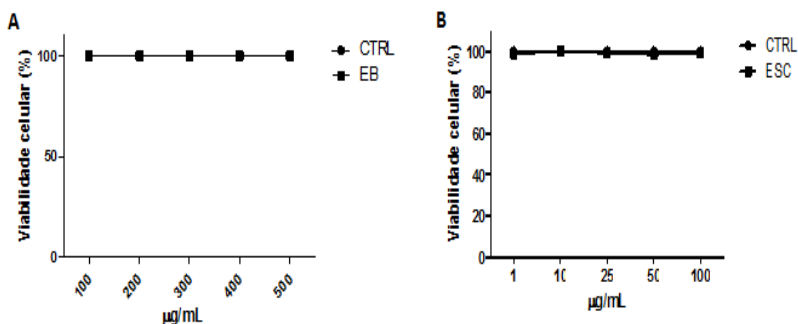 A
Viabilidade celular (%)
100
50
0
100
200
300
400
500
µg/mL
CTRL
EB
B
Viabilidade celular (%)
100
80
60
40
20
0
1
10
25
50
100
µg/mL
CTRL
ESC